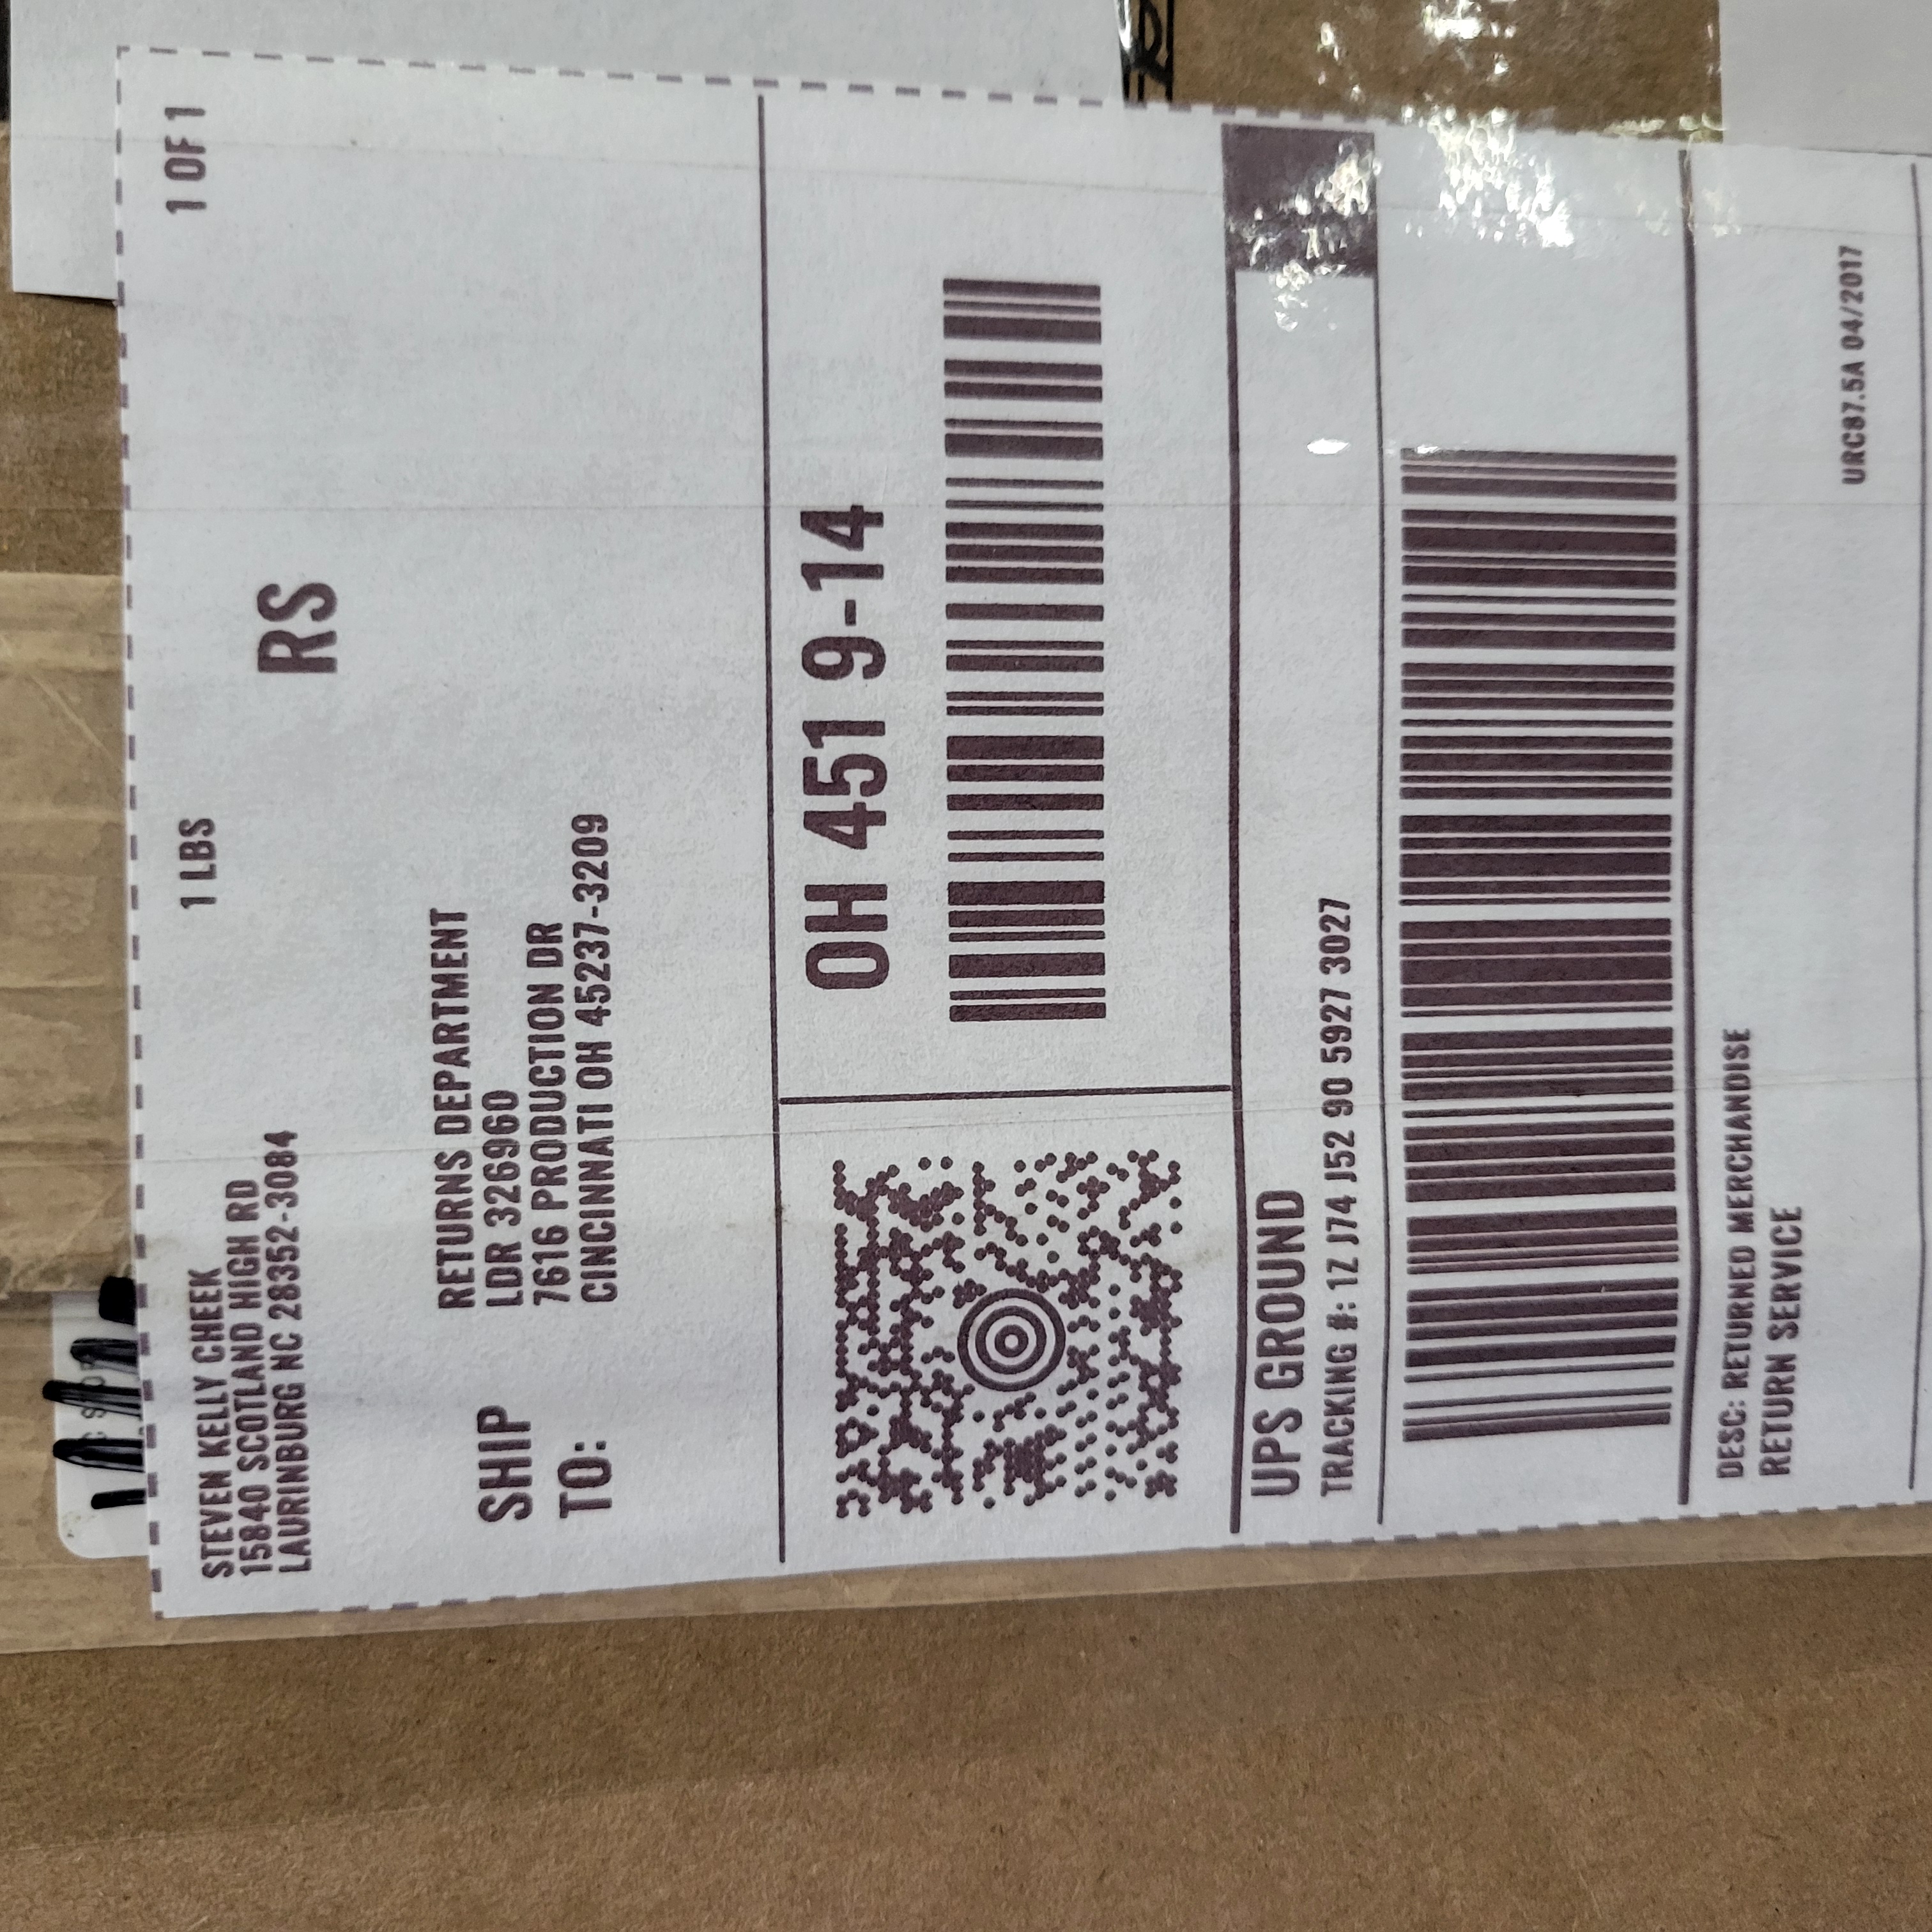 STEVEN KELLY CHEEK
15840 SCOTLAND HIGH RD
LAURINBURG NC 28352-3084
1 LBS
1 OF 1
RS
SHIP
TO:
RETURNS DEPARTMENT
LDR 326960
7616 PRODUCTION DR
CINCINNATI OH 45237-3209
OH 451 9-14
UPS GROUND
TRACKING #: 1Z J74 J52 90 5927 3027
DESC: RETURNED MERCHANDISE
RETURN SERVICE
URC87.5A 04/2017